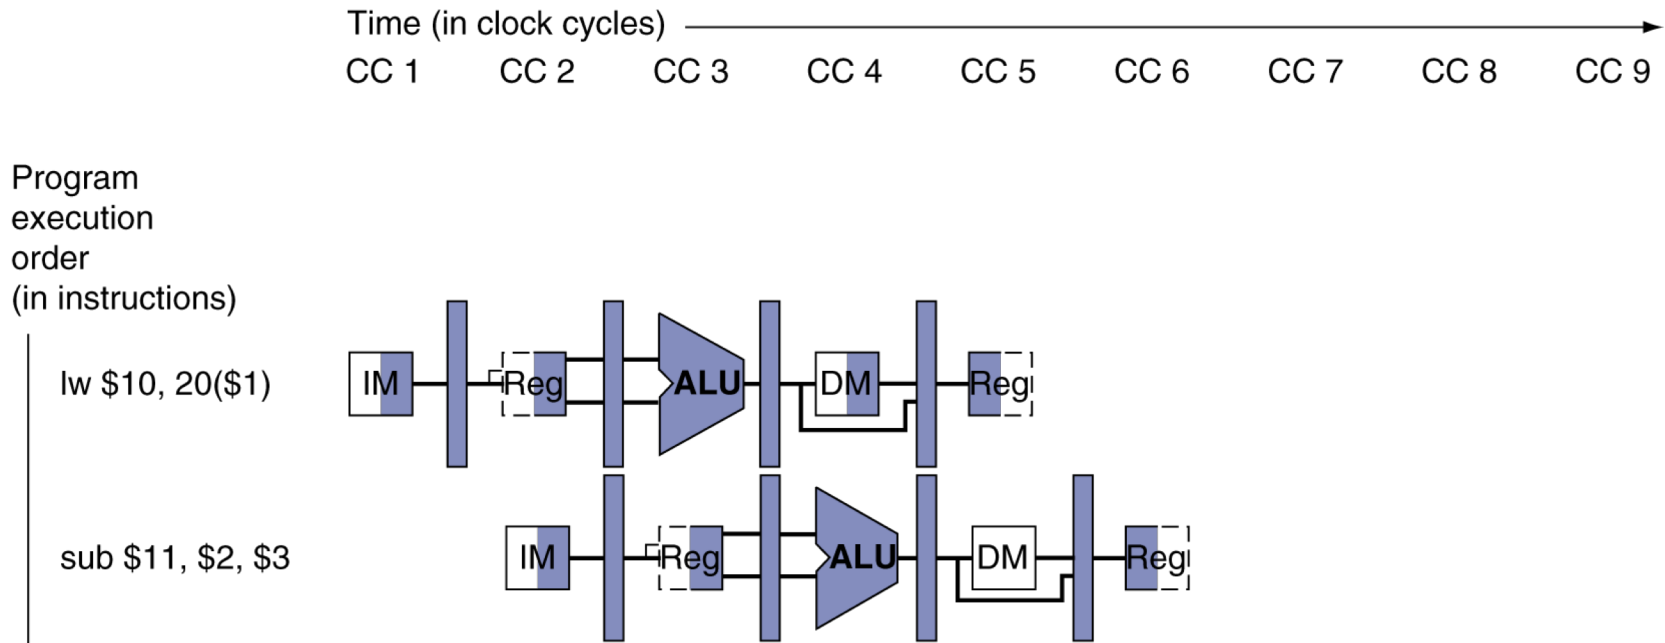 Time (in clock cycles)
CC 1 CC 2 CC 3 CC 4 CC 5 CC 6 CC 7 CC 8 CC 9
Program
execution
order
(in instructions)
lw $10, 20($1) IM Reg ALU DM Reg
sub $11, $2, $3 IM Reg ALU DM Reg